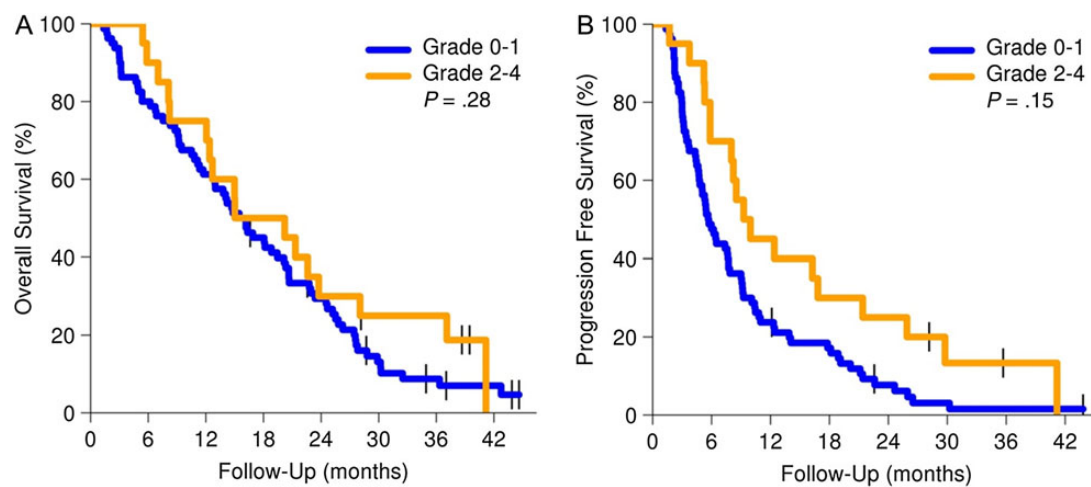 A
100
80
60
40
20
0
Overall Survival (%)
Grade 0-1
Grade 2-4
P = .28
0 6 12 18 24 30 36 42
Follow-Up (months)
B
100
80
60
40
20
0
Progression Free Survival (%)
Grade 0-1
Grade 2-4
P = .15
0 6 12 18 24 30 36 42
Follow-Up (months)